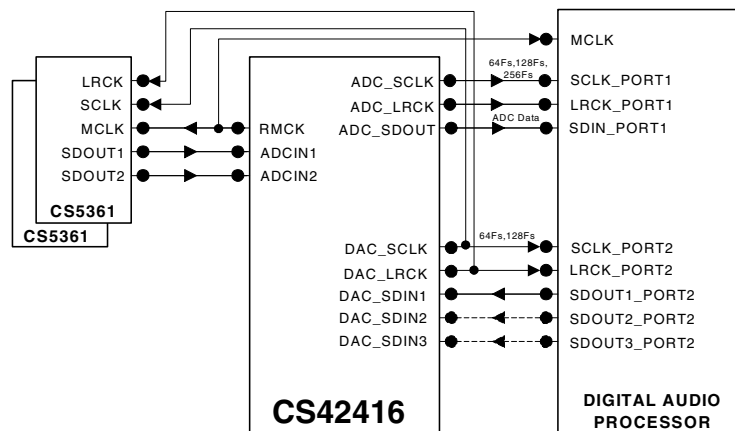 LRCK
SCLK
MCLK
SDOUT1
SDOUT2
CS5361
CS5361
RMCK
ADCIN1
ADCIN2
ADC_SCLK
ADC_LRCK
ADC_SDOUT
DAC_SCLK
DAC_LRCK
DAC_SDIN1
DAC_SDIN2
DAC_SDIN3
CS42416
64Fs,128Fs,
256Fs
ADC Data
64Fs,128Fs
MCLK
SCLK_PORT1
LRCK_PORT1
SDIN_PORT1
SCLK_PORT2
LRCK_PORT2
SDOUT1_PORT2
SDOUT2_PORT2
SDOUT3_PORT2
DIGITAL AUDIO
PROCESSOR